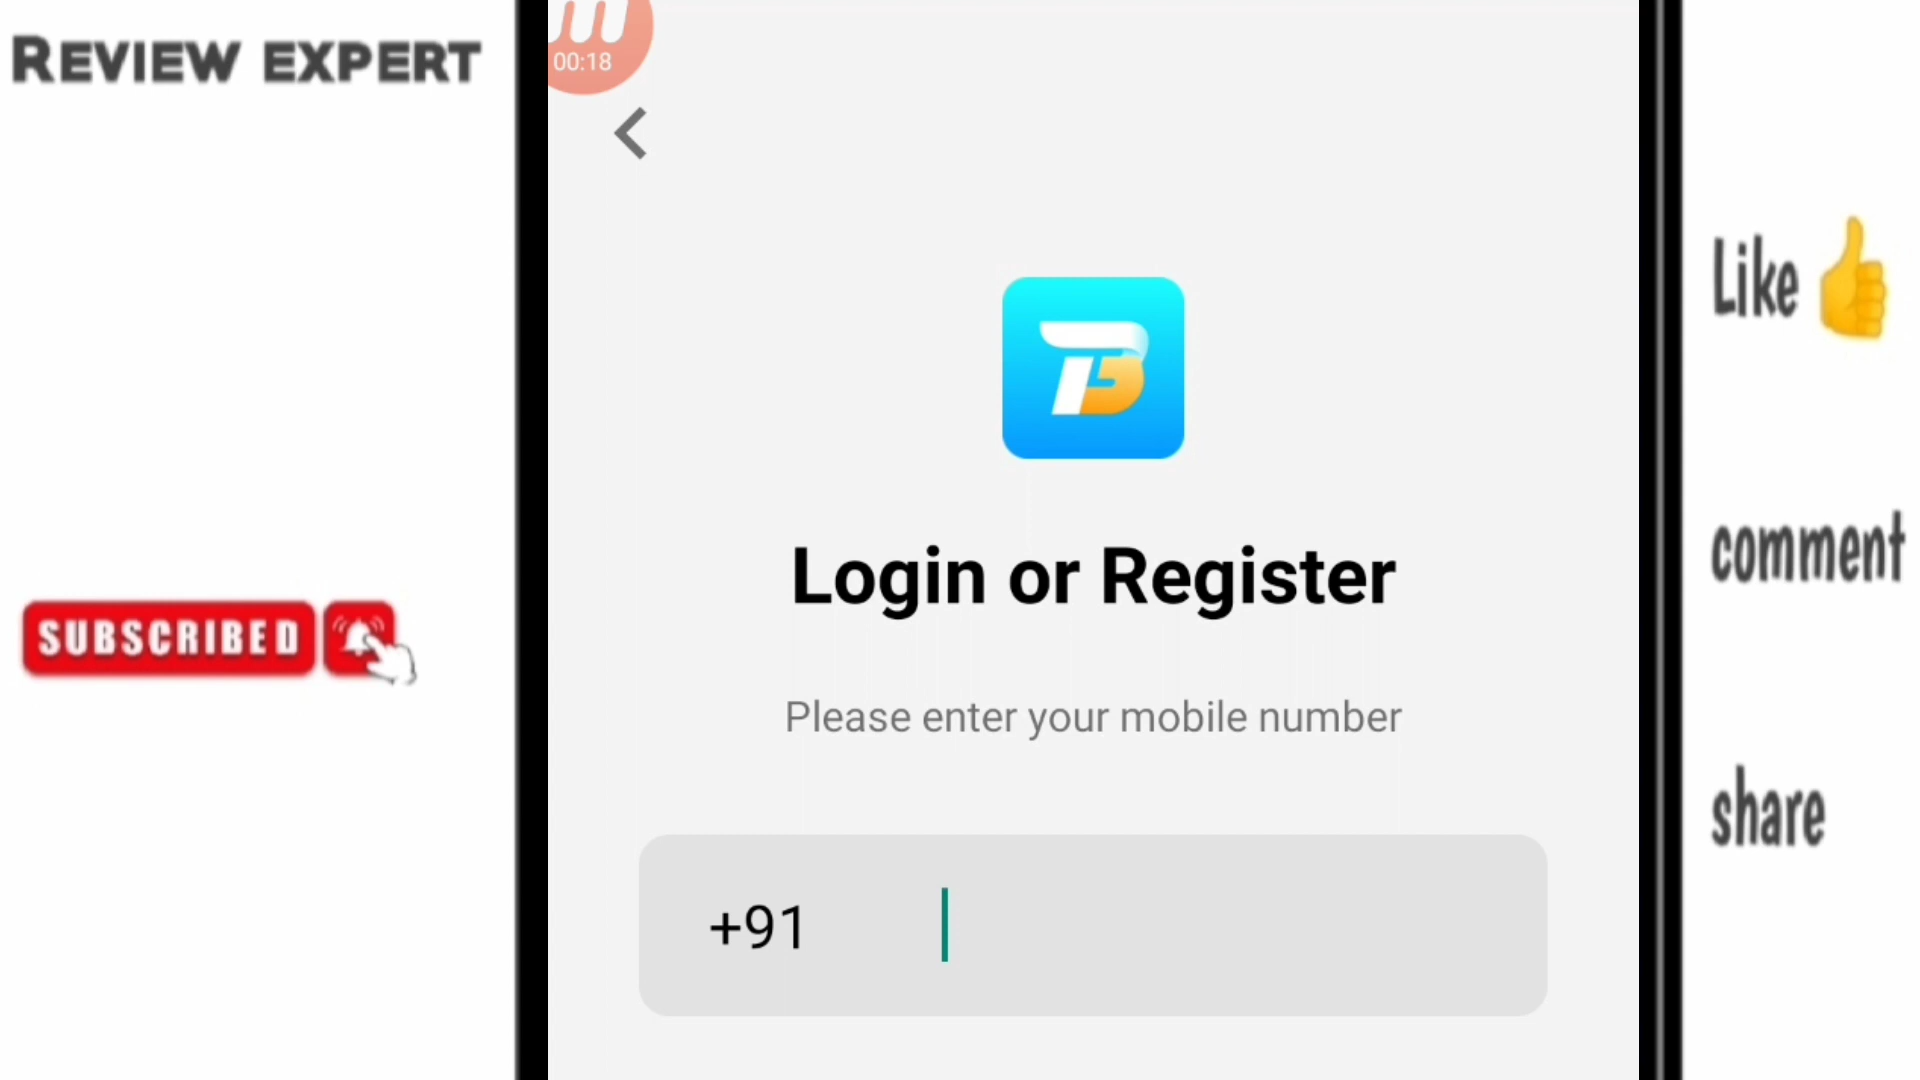 REVIEW EXPERT
00:18
Login or Register
Please enter your mobile number
+91
SUBSCRIBED
Like
comment
share